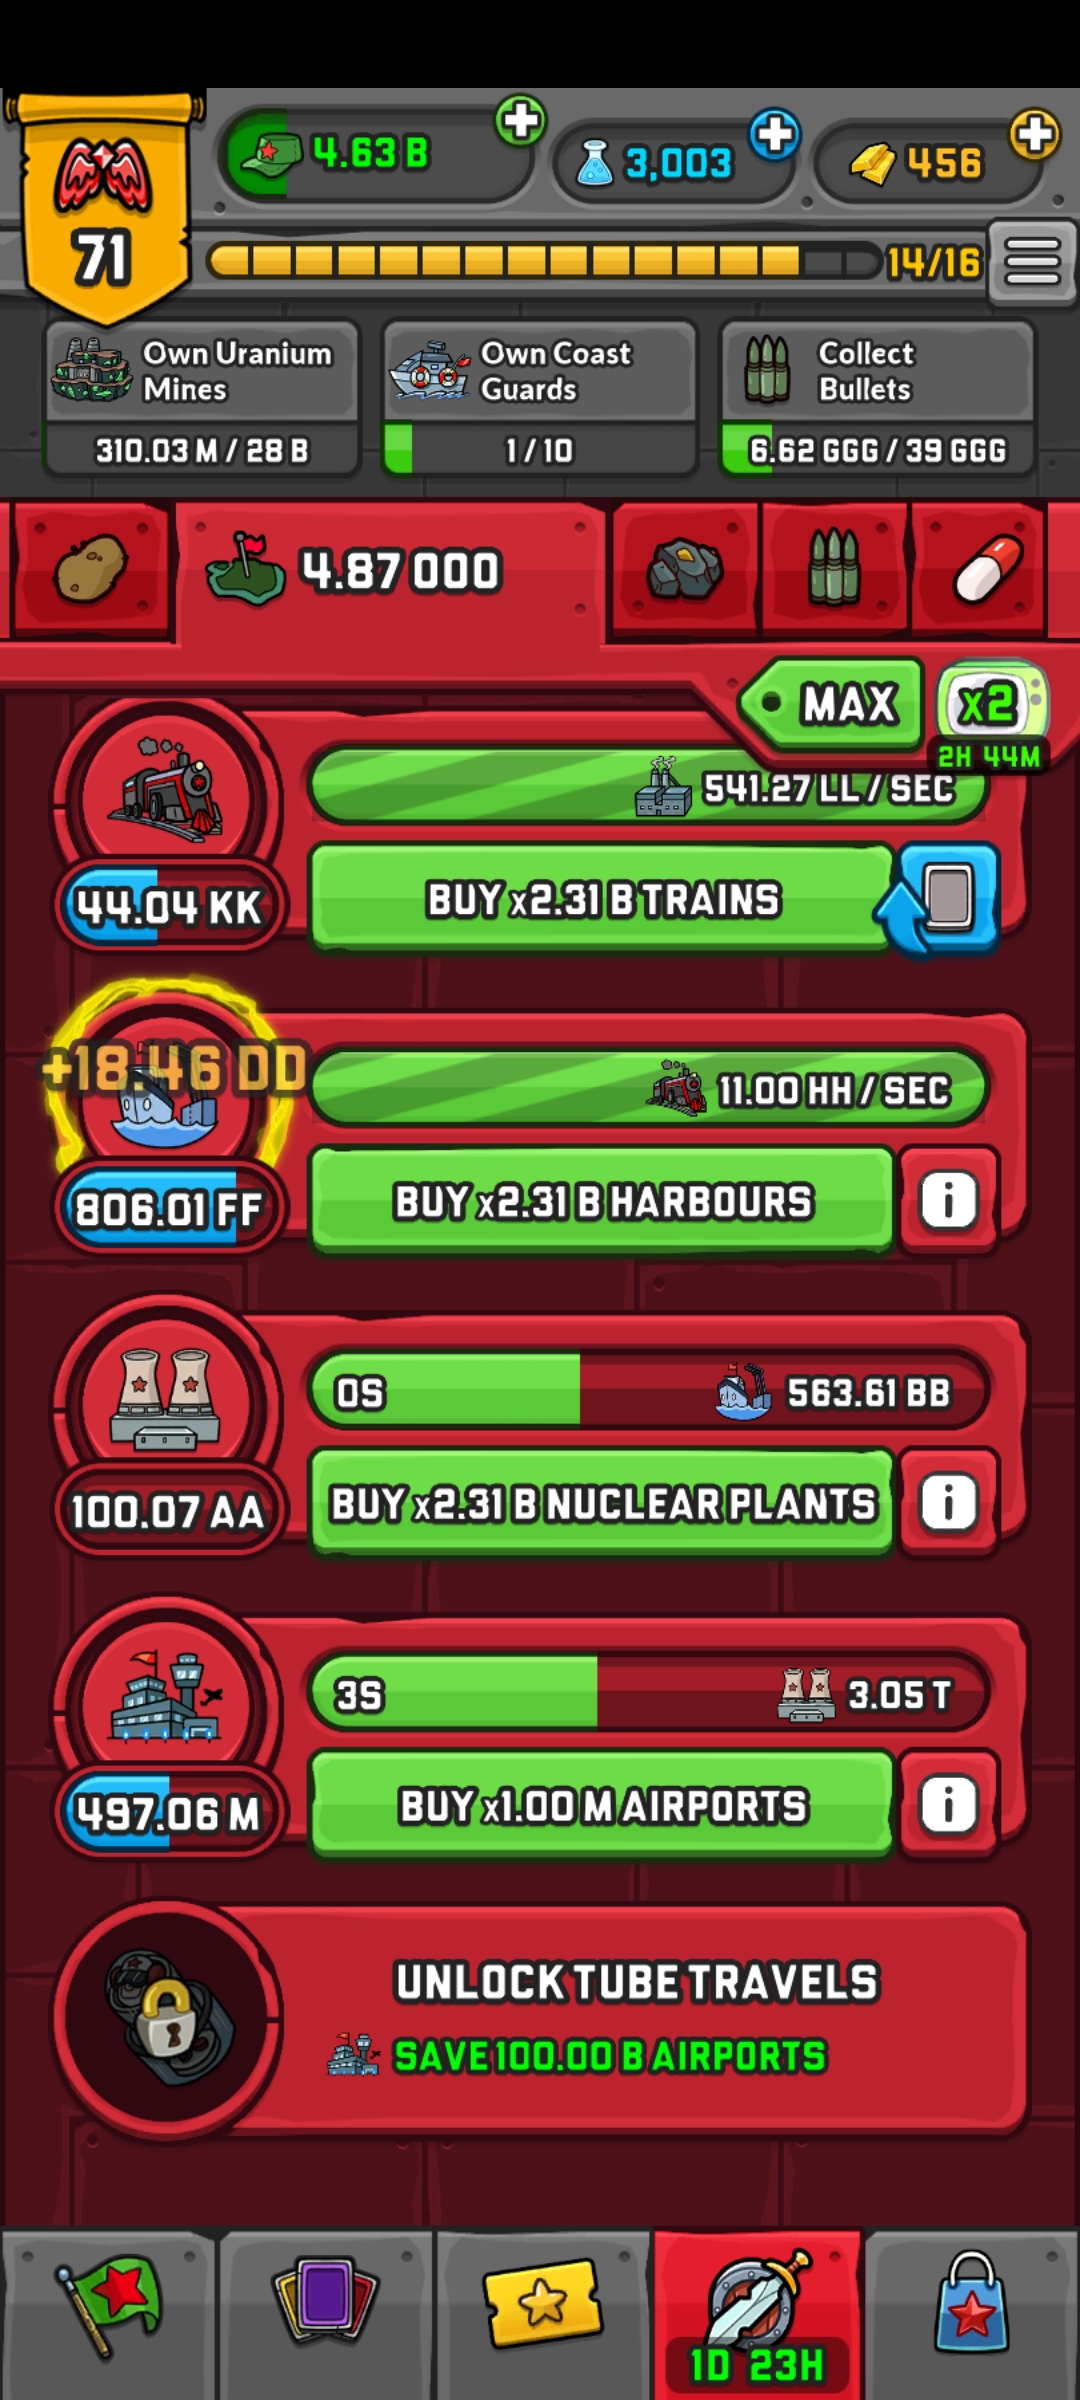 71
4.63 B
3,003
456
14/16
Own Uranium
Mines
310.03 M / 28 B
Own Coast
Guards
1 / 10
Collect
Bullets
6.62 GGG / 39 GGG
4.87 OOO
MAX
x2
2H 44M
541.27 LL / SEC
44.04 KK
BUY x2.31 B TRAINS
+18.46 DD
11.00 HH / SEC
806.01 FF
BUY x2.31 B HARBOURS
i
0S
563.61 BB
100.07 AA
BUY x2.31 B NUCLEAR PLANTS
i
3S
3.05 T
497.06 M
BUY x1.00 M AIRPORTS
i
UNLOCK TUBE TRAVELS
SAVE 100.00 B AIRPORTS
1D 23H